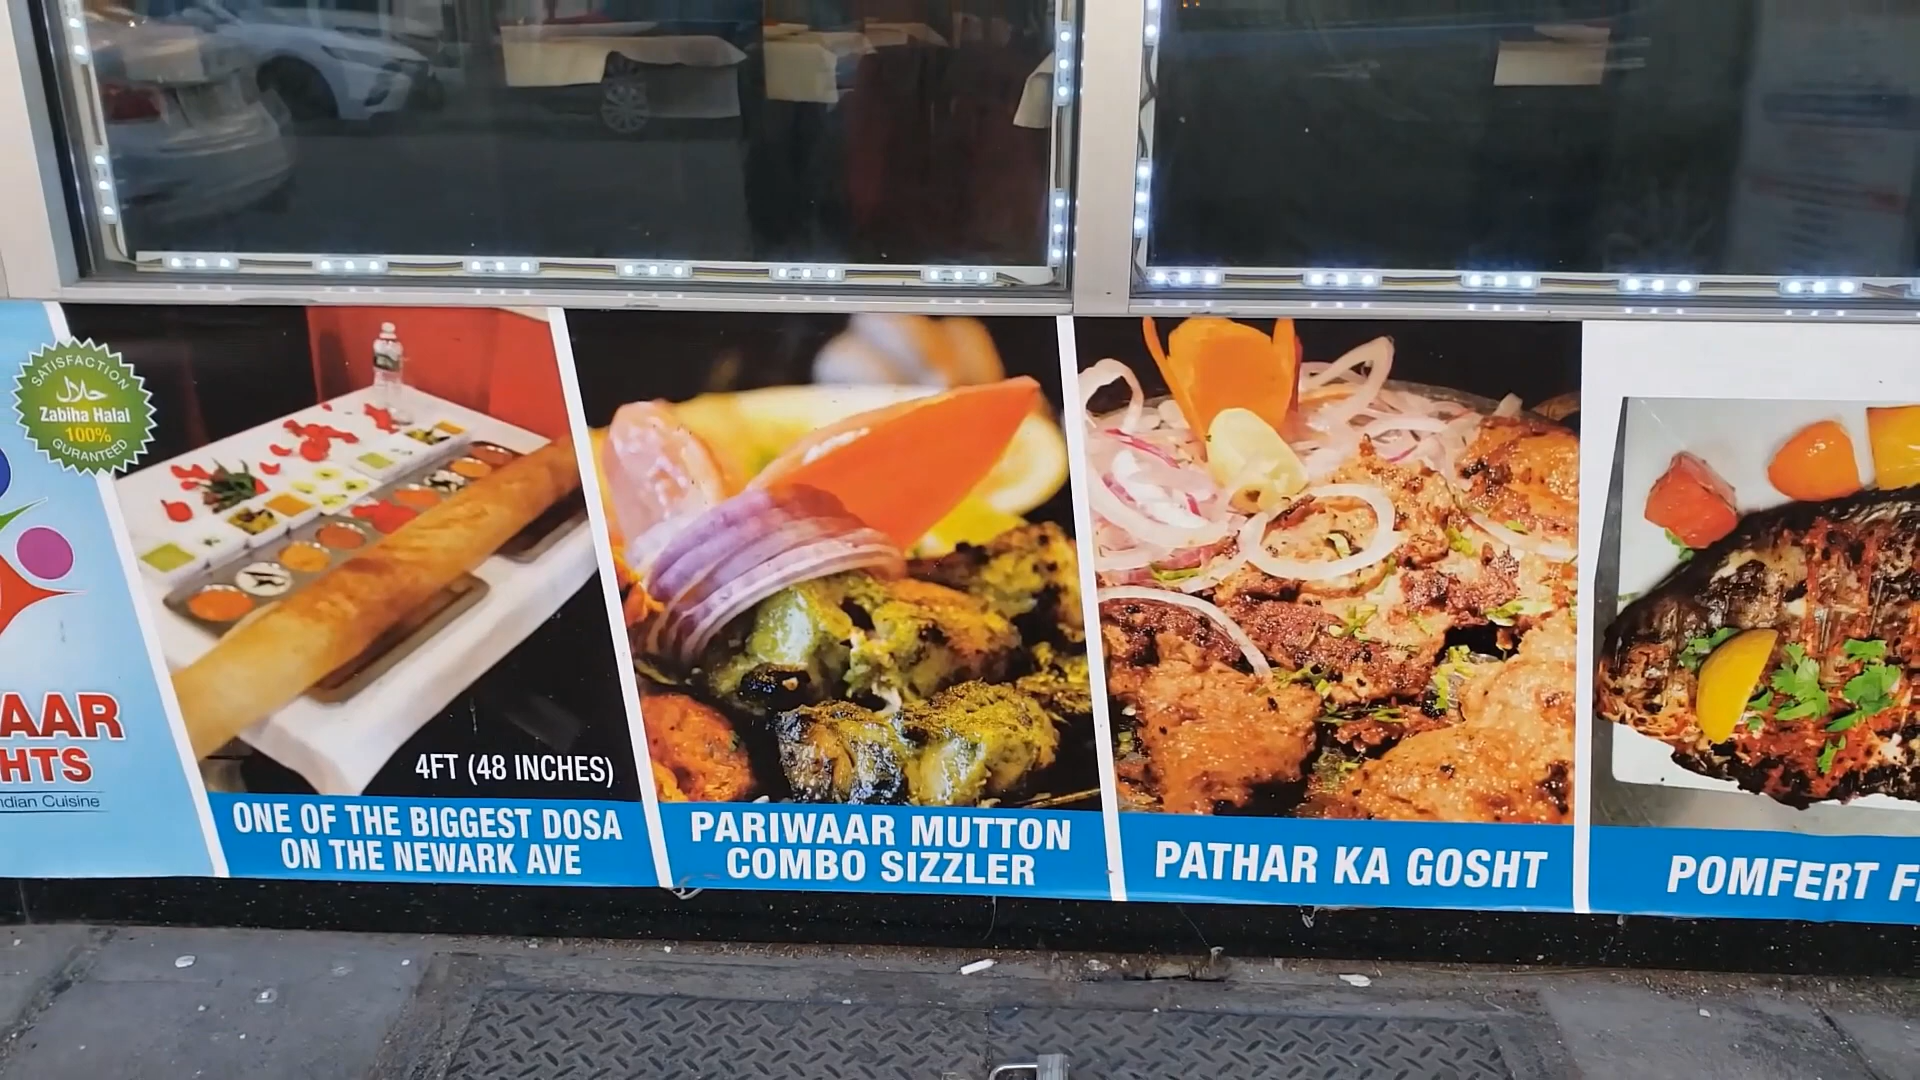 SATISFACTION
حلال
Zabiha Halal
100%
GURANTEED
AAR
HTS
ndian Cuisine
4FT (48 INCHES)
ONE OF THE BIGGEST DOSA
ON THE NEWARK AVE
PARIWAAR MUTTON
COMBO SIZZLER
PATHAR KA GOSHT
POMFERT F